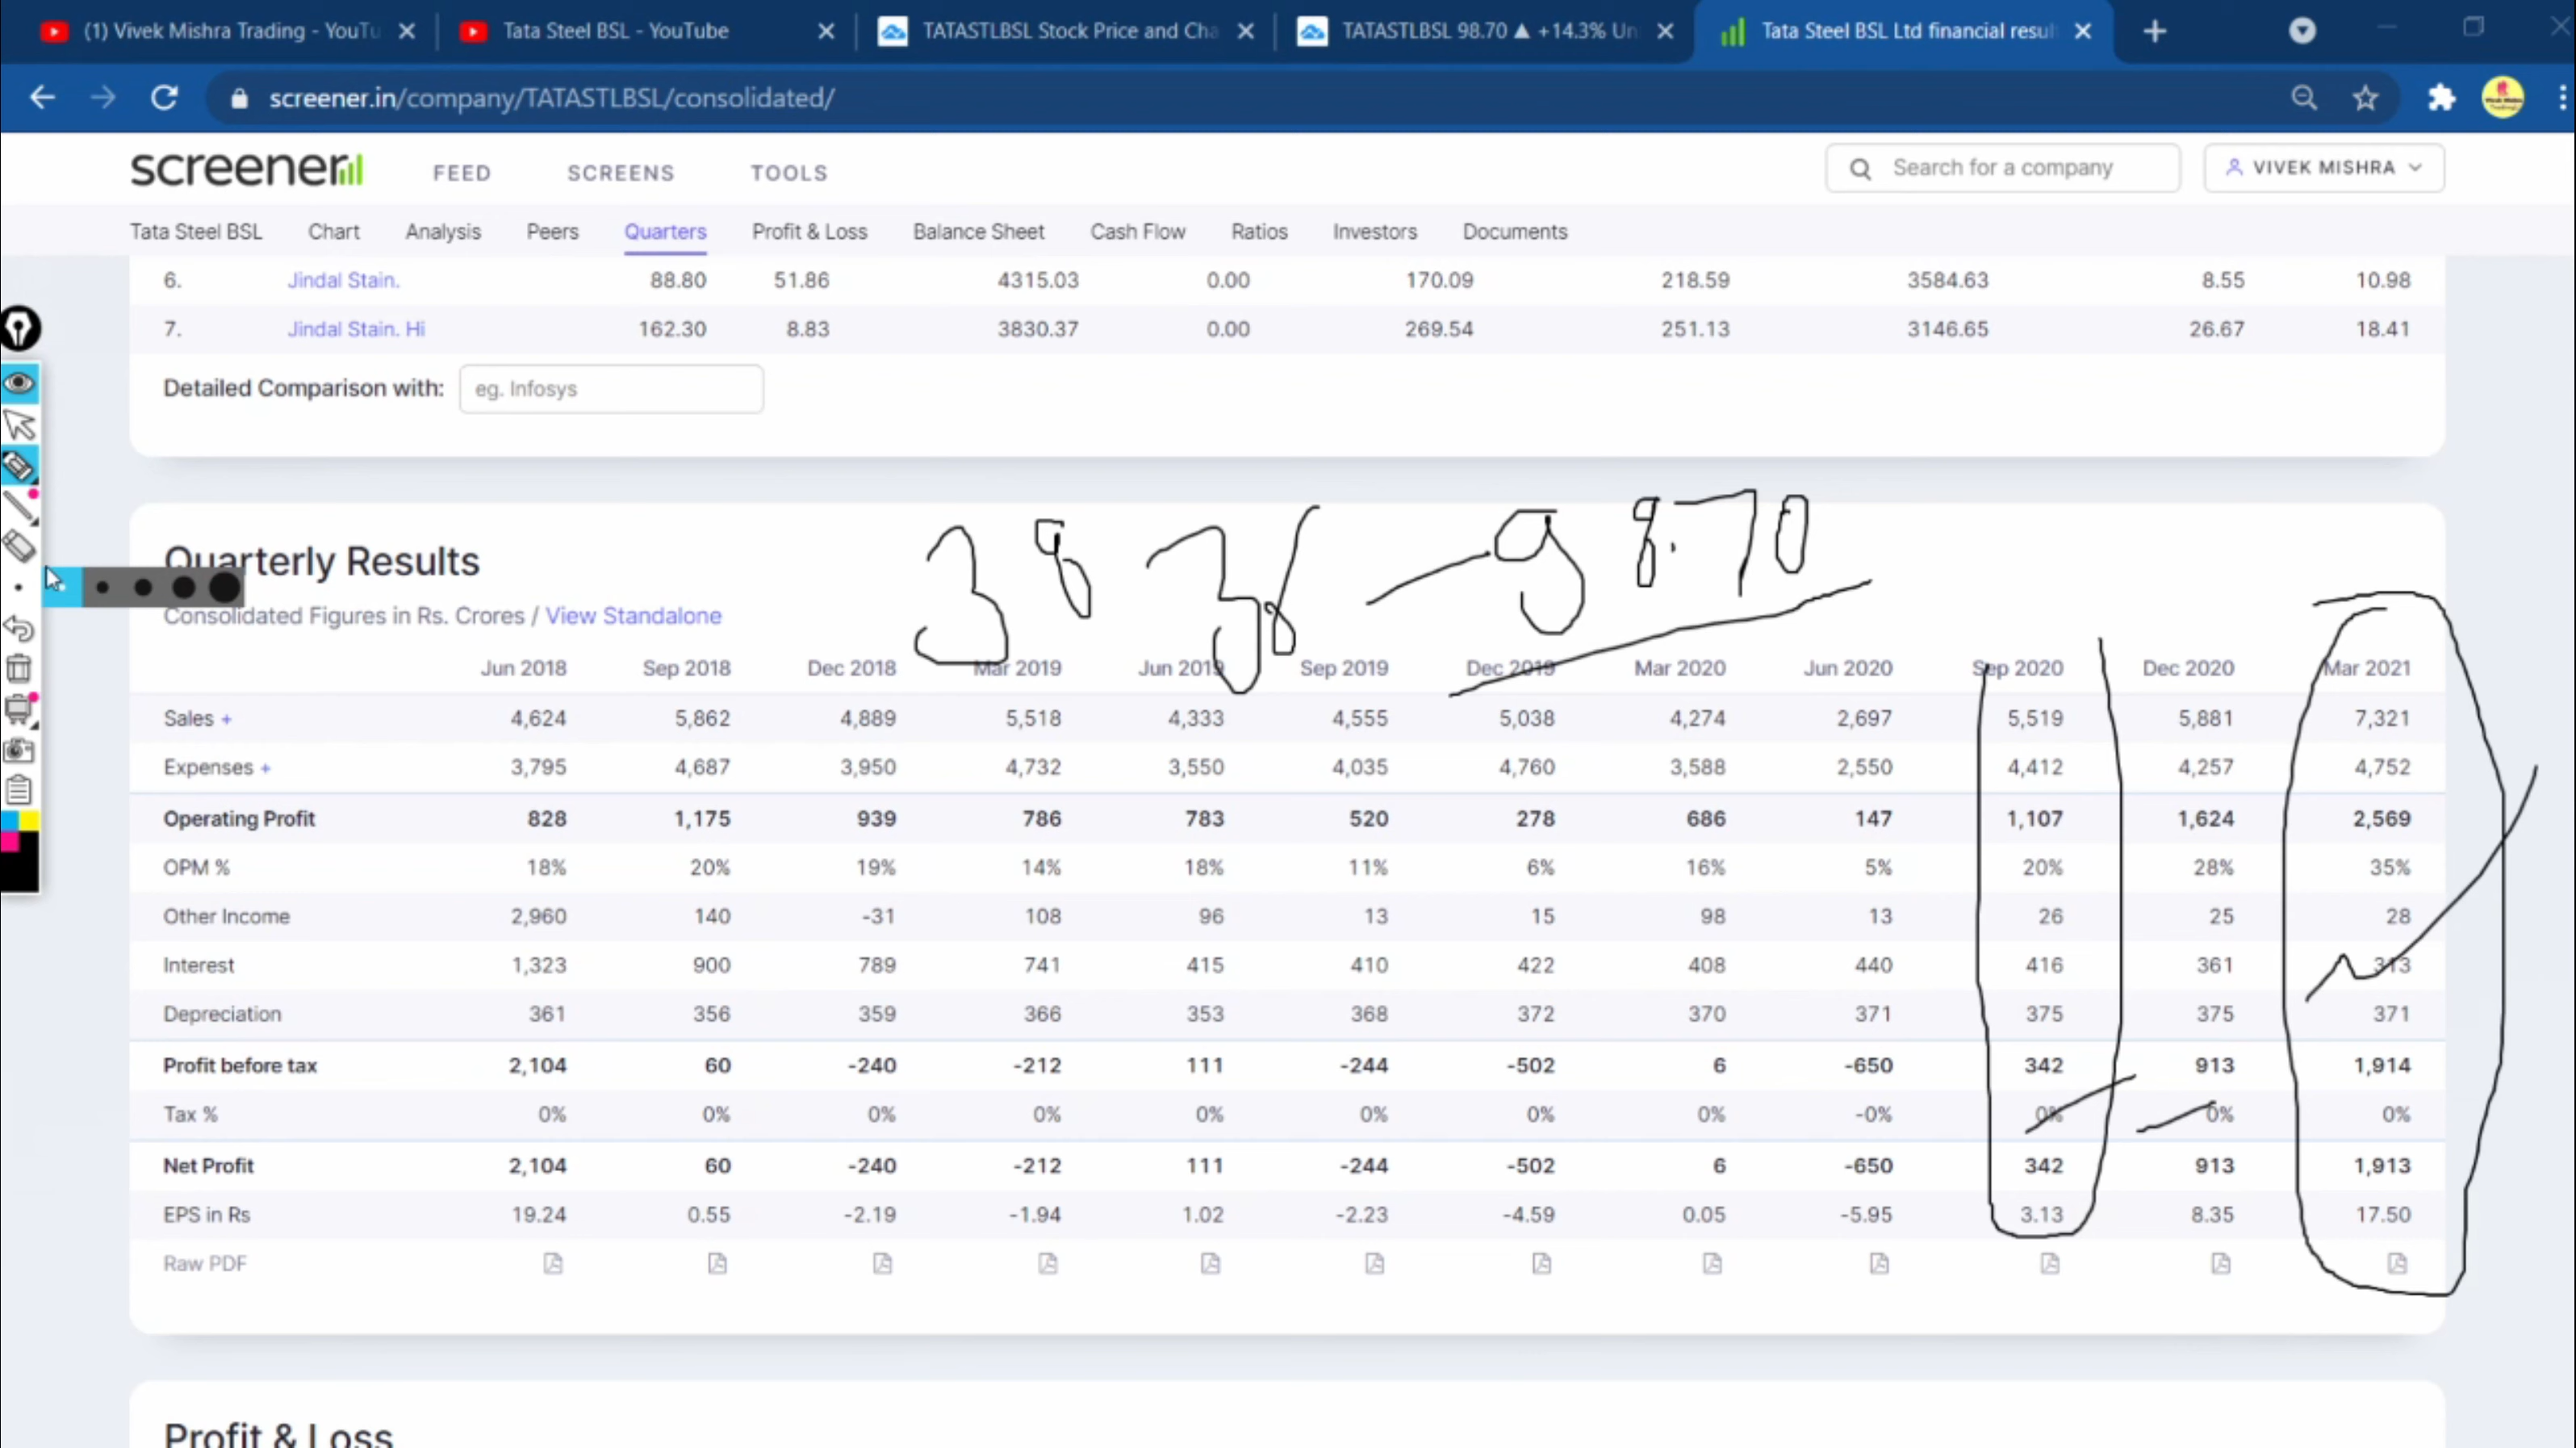 (1) Vivek Mishra Trading - YouTu
Tata Steel BSL - YouTube
TATASTLBSL Stock Price and Cha
TATASTLBSL 98.70 ▲ +14.3% Un
Tata Steel BSL Ltd financial resul
screener.in/company/TATASTLBSL/consolidated/
screener FEED SCREENS TOOLS Search for a company VIVEK MISHRA
Tata Steel BSL Chart Analysis Peers Quarters Profit & Loss Balance Sheet Cash Flow Ratios Investors Documents
6. Jindal Stain. 88.80 51.86 4315.03 0.00 170.09 218.59 3584.63 8.55 10.98
7. Jindal Stain. Hi 162.30 8.83 3830.37 0.00 269.54 251.13 3146.65 26.67 18.41
Detailed Comparison with: eg. Infosys
38 38 - 98.70
Quarterly Results
Consolidated Figures in Rs. Crores / View Standalone
Jun 2018 Sep 2018 Dec 2018 Mar 2019 Jun 2019 Sep 2019 Dec 2019 Mar 2020 Jun 2020 Sep 2020 Dec 2020 Mar 2021
Sales + 4,624 5,862 4,889 5,518 4,333 4,555 5,038 4,274 2,697 5,519 5,881 7,321
Expenses + 3,795 4,687 3,950 4,732 3,550 4,035 4,760 3,588 2,550 4,412 4,257 4,752
Operating Profit 828 1,175 939 786 783 520 278 686 147 1,107 1,624 2,569
OPM % 18% 20% 19% 14% 18% 11% 6% 16% 5% 20% 28% 35%
Other Income 2,960 140 -31 108 96 13 15 98 13 26 25 28
Interest 1,323 900 789 741 415 410 422 408 440 416 361 313
Depreciation 361 356 359 366 353 368 372 370 371 375 375 371
Profit before tax 2,104 60 -240 -212 111 -244 -502 6 -650 342 913 1,914
Tax % 0% 0% 0% 0% 0% 0% 0% 0% -0% 0% 0% 0%
Net Profit 2,104 60 -240 -212 111 -244 -502 6 -650 342 913 1,913
EPS in Rs 19.24 0.55 -2.19 -1.94 1.02 -2.23 -4.59 0.05 -5.95 3.13 8.35 17.50
Raw PDF
Profit & Loss